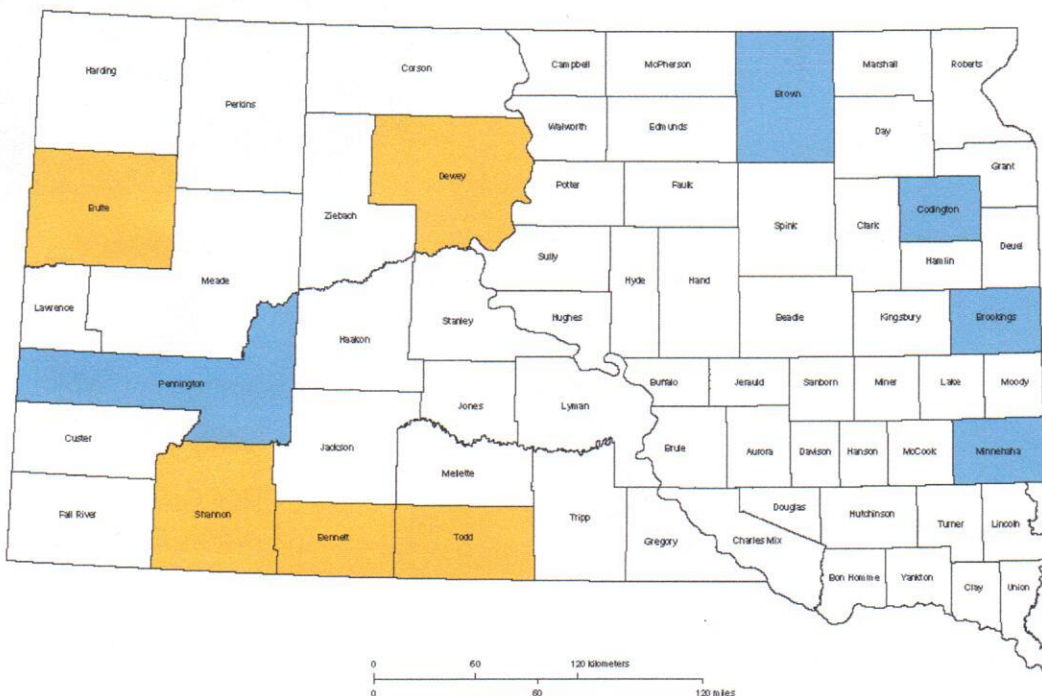 Harding
Perkins
Corson
Campbell
McPherson
Brown
Marshall
Roberts
Walworth
Edmunds
Day
Grant
Butte
Dewey
Ziebach
Potter
Faulk
Spink
Clark
Codington
Deuel
Hamlin
Meade
Sully
Hyde
Hand
Lawrence
Stanley
Hughes
Beadle
Kingsbury
Brookings
Haakon
Pennington
Buffalo
Jerauld
Sanborn
Miner
Lake
Moody
Jones
Lyman
Custer
Jackson
Brule
Aurora
Davison
Hanson
McCook
Minnehaha
Mellette
Fall River
Shannon
Bennett
Todd
Tripp
Gregory
Charles Mix
Douglas
Hutchinson
Turner
Lincoln
Bon Homme
Yankton
Clay
Union
0 60 120 kilometers
0 60 120 miles